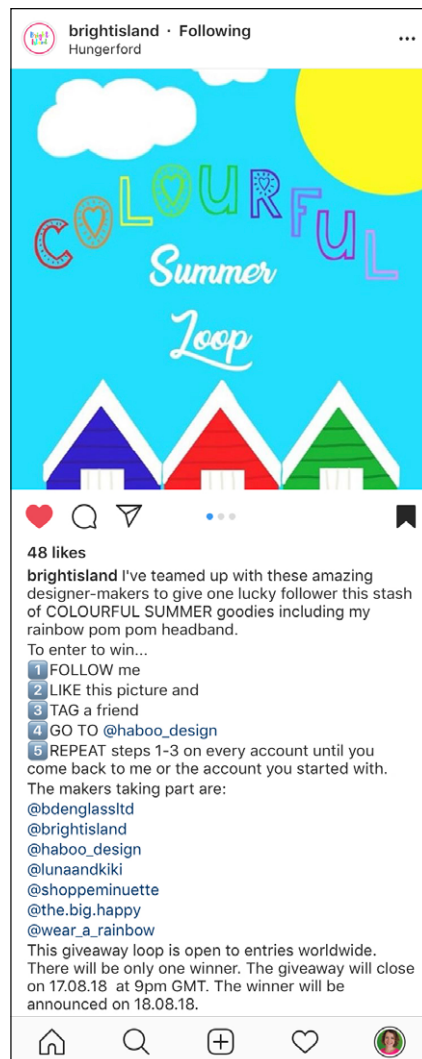 Bright Island
brightisland · Following
Hungerford
COLOURFUL
Summer
Loop
48 likes
brightisland I've teamed up with these amazing
designer-makers to give one lucky follower this stash
of COLOURFUL SUMMER goodies including my
rainbow pom pom headband.
To enter to win...
1 FOLLOW me
2 LIKE this picture and
3 TAG a friend
4 GO TO @haboo_design
5 REPEAT steps 1-3 on every account until you
come back to me or the account you started with.
The makers taking part are:
@bdenglassltd
@brightisland
@haboo_design
@lunaandkiki
@shoppeminuette
@the.big.happy
@wear_a_rainbow
This giveaway loop is open to entries worldwide.
There will be only one winner. The giveaway will close
on 17.08.18  at 9pm GMT. The winner will be
announced on 18.08.18.